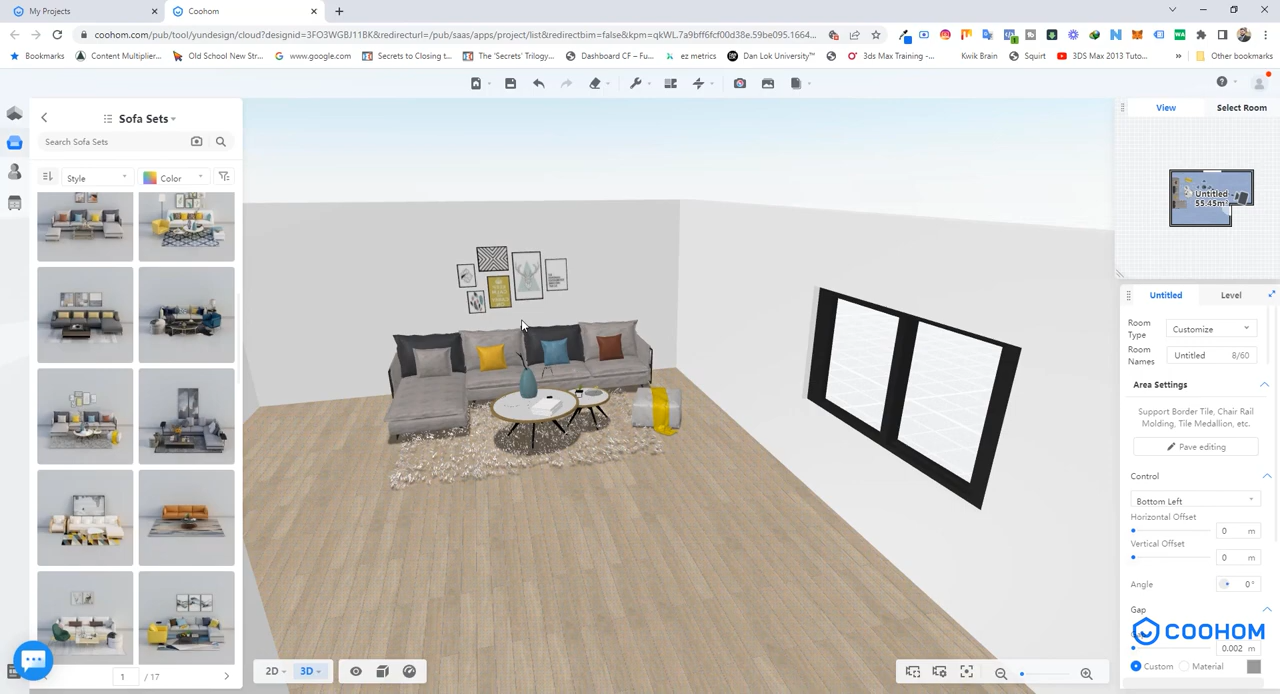 My Projects
Coohom
coohom.com/pub/tool/yundesign/cloud?designid=3FO3WGBJ11BK&redirecturl=/pub/saas/apps/project/list&redirectbim=false&kpm=qkWL.7a9bff6fcf00d38e.59be095.1664...
Bookmarks
Content Multiplier...
Old School New Str...
www.google.com
Secrets to Closing t...
The 'Secrets' Trilogy...
Dashboard CF – Fu...
ez metrics
Dan Lok University™
3ds Max Training -...
Kwik Brain
Squirt
3DS Max 2013 Tuto...
Other bookmarks
Sofa Sets
Search Sofa Sets
Style
Color
1 / 17
2D
3D
View
Select Room
Untitled
55.45m²
Untitled
Level
Room Type
Customize
Room Names
Untitled 8/60
Area Settings
Support Border Tile, Chair Rail
Molding, Tile Medallion, etc.
Pave editing
Control
Bottom Left
Horizontal Offset
0 m
Vertical Offset
0 m
Angle
0°
Gap
COOHOM
0.002 m
Custom
Material